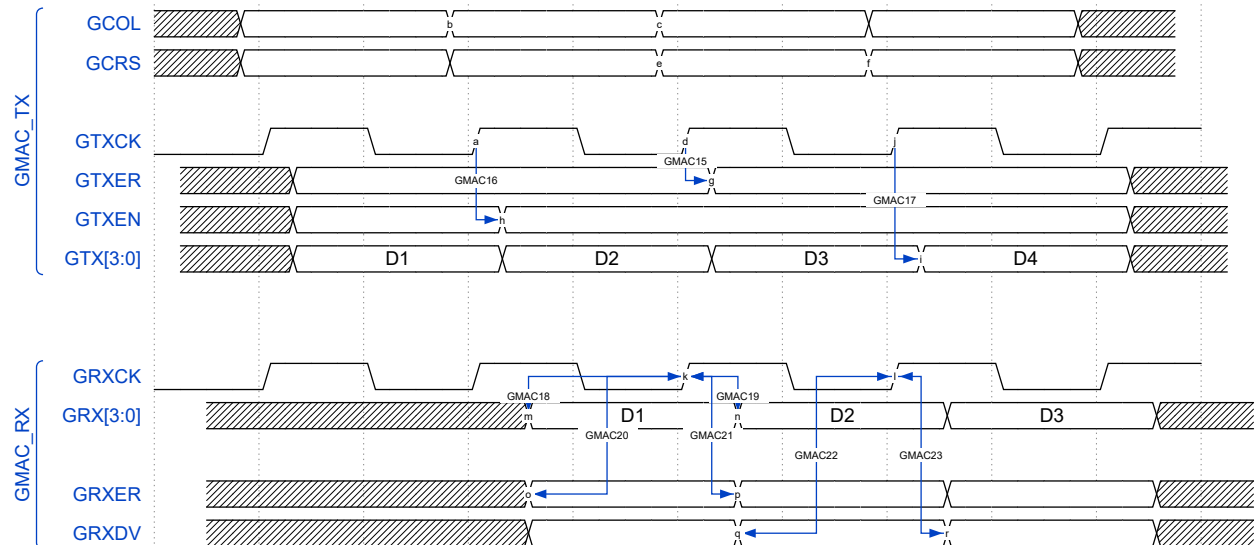 GMAC_TX
GCOL b c
GCRS e f
GTXCK a d j
GMAC15
GTXER g
GMAC16
GMAC17
GTXEN h
GTX[3:0] D1 D2 D3 i D4
GMAC_RX
GRXCK k l
GMAC18 GMAC19
GRX[3:0] m D1 n D2 D3
GMAC20 GMAC21
GMAC22 GMAC23
GRXER o p
GRXDV q r